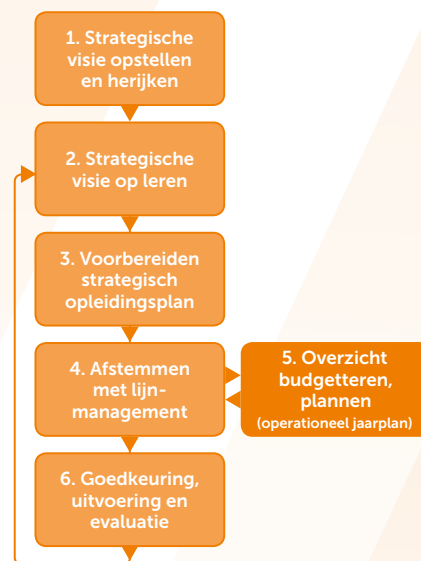 1. Strategische
visie opstellen
en herijken
2. Strategische
visie op leren
3. Voorbereiden
strategisch
opleidingsplan
4. Afstemmen
met lijn-
management
5. Overzicht
budgetteren,
plannen
(operationeel jaarplan)
6. Goedkeuring,
uitvoering en
evaluatie